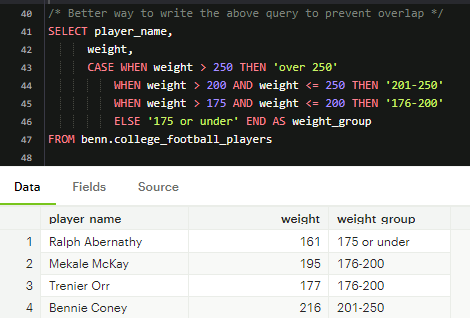 40 /* Better way to write the above query to prevent overlap */
41 SELECT player_name,
42 weight,
43 CASE WHEN weight > 250 THEN 'over 250'
44 WHEN weight > 200 AND weight <= 250 THEN '201-250'
45 WHEN weight > 175 AND weight <= 200 THEN '176-200'
46 ELSE '175 or under' END AS weight_group
47 FROM benn.college_football_players
48
Data Fields Source
player name weight weight group
1 Ralph Abernathy 161 175 or under
2 Mekale McKay 195 176-200
3 Trenier Orr 177 176-200
4 Bennie Coney 216 201-250